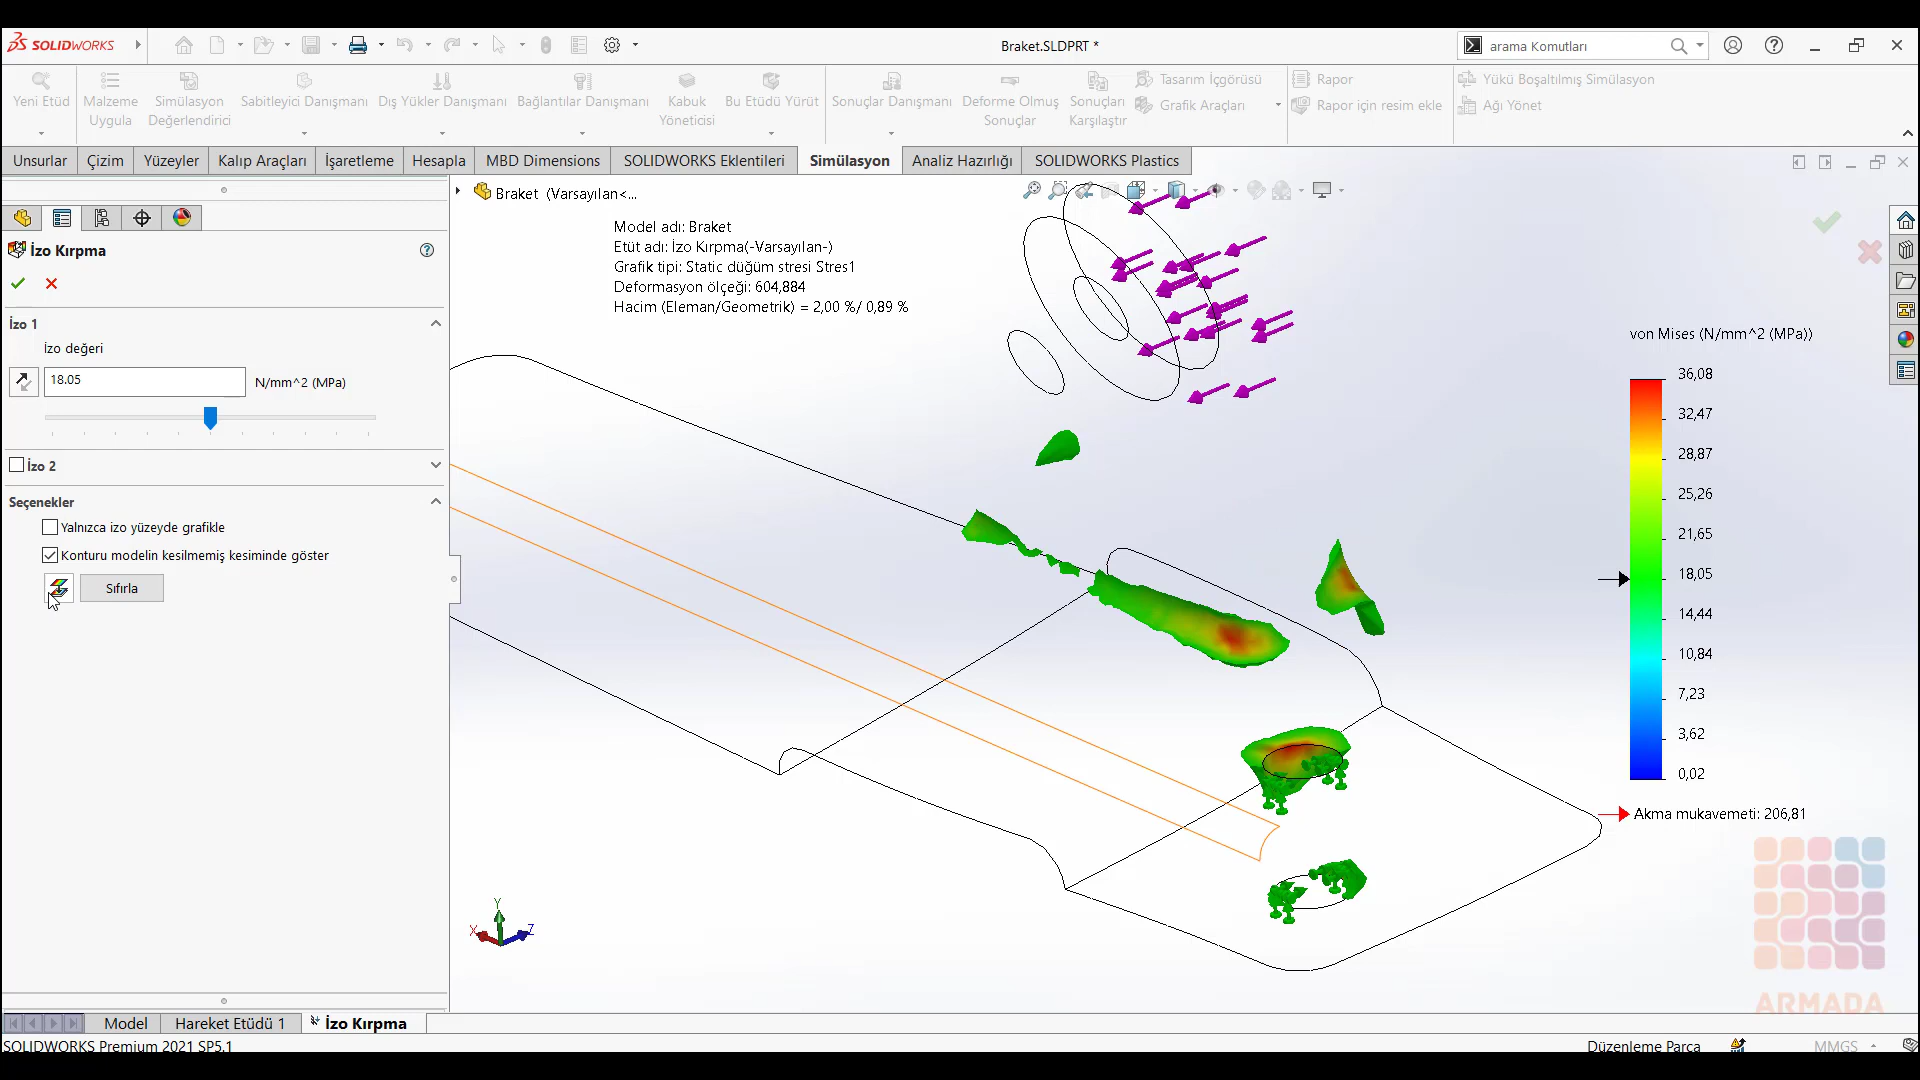 SOLIDWORKS
Braket.SLDPRT *
arama Komutları
Yeni Etüd
Malzeme Uygula
Simülasyon Değerlendirici
Sabitleyici Danışmanı
Dış Yükler Danışmanı
Bağlantılar Danışmanı
Kabuk Yöneticisi
Bu Etüdü Yürüt
Sonuçlar Danışmanı
Deforme Olmuş Sonuçlar
Sonuçları Karşılaştır
Tasarım İçgörüsü
Grafik Araçları
Rapor
Rapor için resim ekle
Yükü Boşaltılmış Simülasyon
Ağı Yönet
Unsurlar
Çizim
Yüzeyler
Kalıp Araçları
İşaretleme
Hesapla
MBD Dimensions
SOLIDWORKS Eklentileri
Simülasyon
Analiz Hazırlığı
SOLIDWORKS Plastics
Braket (Varsayılan<...
Model adı: Braket
Etüt adı: İzo Kırpma(-Varsayılan-)
Grafik tipi: Static düğüm stresi Stres1
Deformasyon ölçeği: 604,884
Hacim (Eleman/Geometrik) = 2,00 %/ 0,89 %
İzo Kırpma
İzo 1
İzo değeri
18.05
N/mm^2 (MPa)
İzo 2
Seçenekler
Yalnızca izo yüzeyde grafikle
Konturu modelin kesilmemiş kesiminde göster
Sıfırla
von Mises (N/mm^2 (MPa))
36,08
32,47
28,87
25,26
21,65
18,05
14,44
10,84
7,23
3,62
0,02
Akma mukavemeti: 206,81
Y
X
Z
ARMADA
Model
Hareket Etüdü 1
İzo Kırpma
SOLIDWORKS Premium 2021 SP5.1
Düzenleme Parca
MMGS